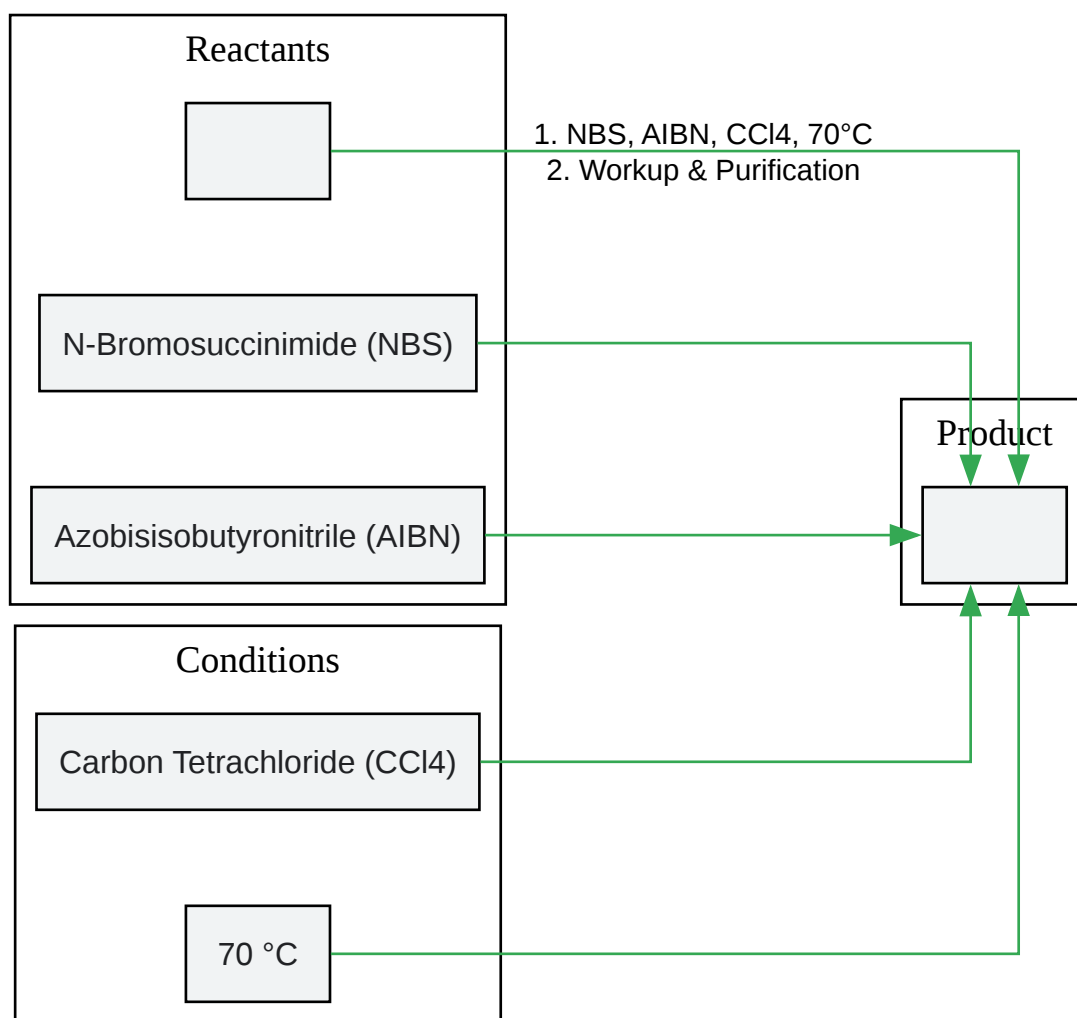 Reactants
1. NBS, AIBN, CCl4, 70°C
2. Workup & Purification
N-Bromosuccinimide (NBS)
Product
Azobisisobutyronitrile (AIBN)
Conditions
Carbon Tetrachloride (CCl4)
70 °C